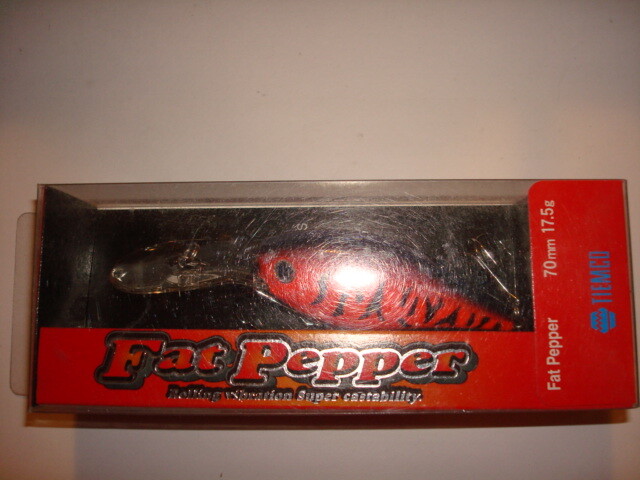 Fat Pepper
Rolling vibration Super castability.
Fat Pepper 70mm 17.5g
TIEMCO
S